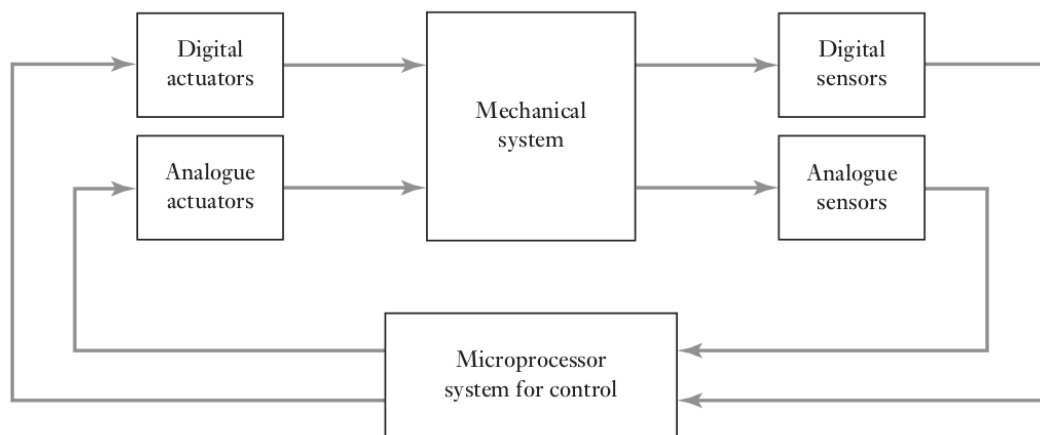 Digital
actuators
Mechanical
system
Digital
sensors
Analogue
actuators
Analogue
sensors
Microprocessor
system for control